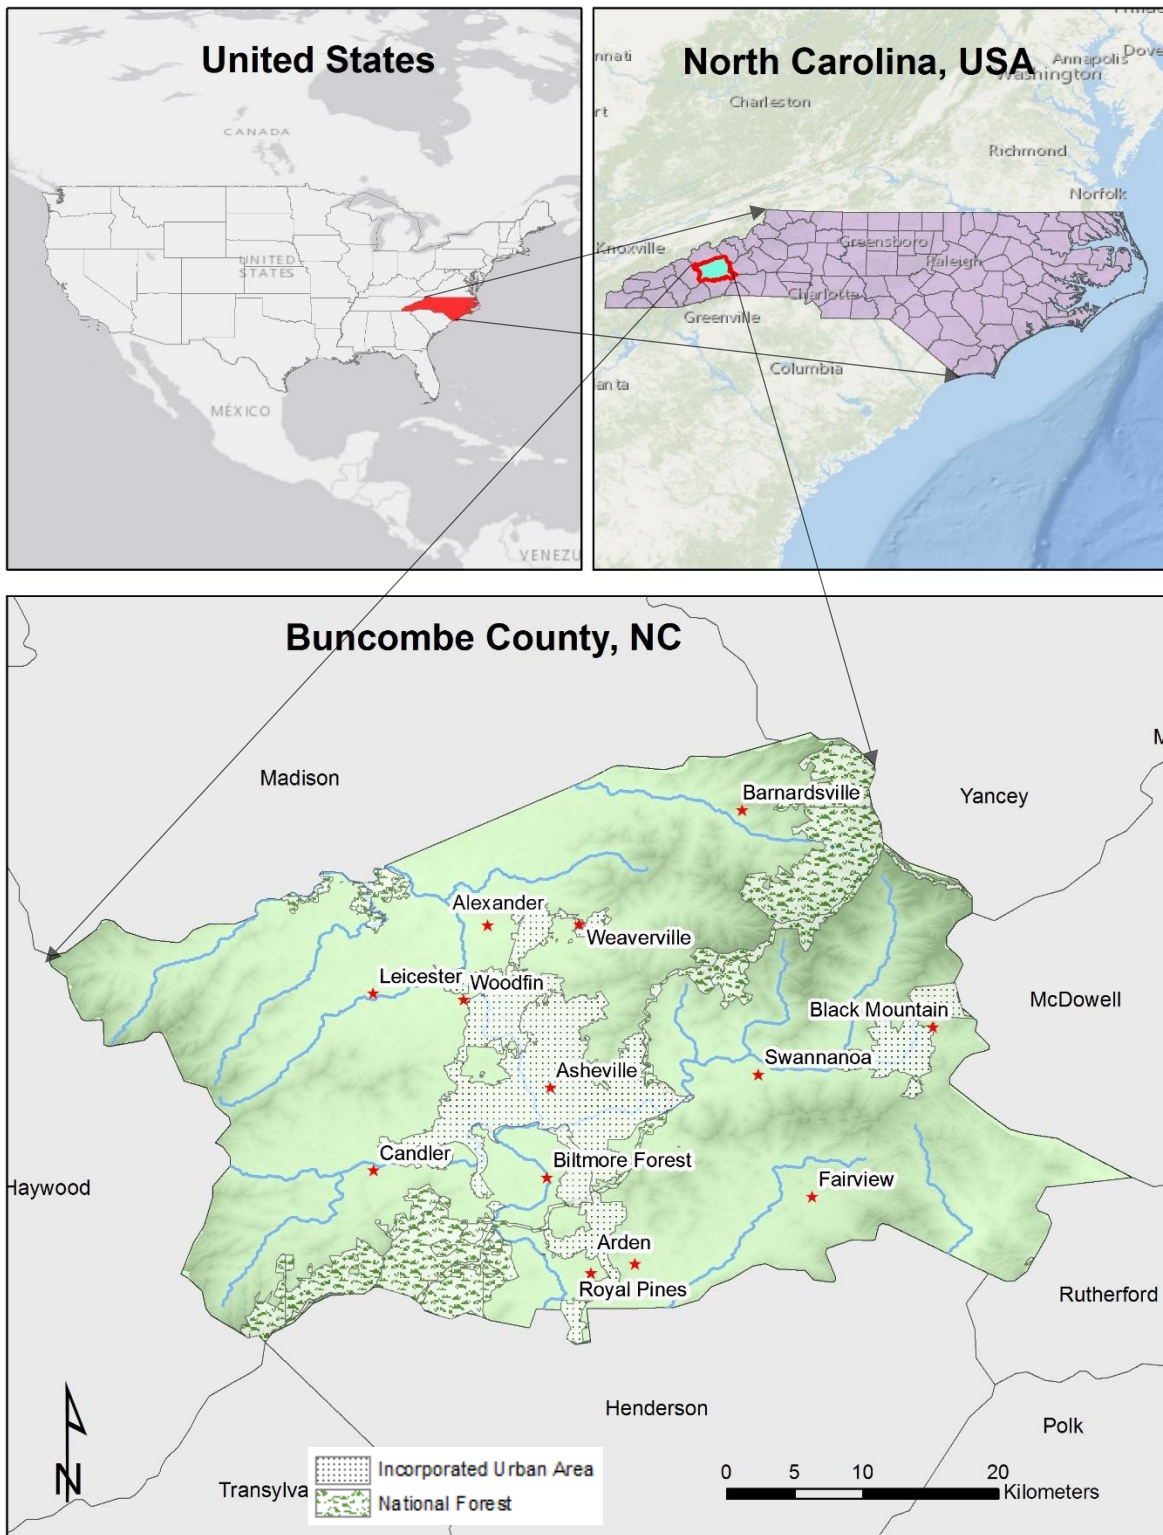 United States
CANADA
UNITED
STATES
MÉXICO
VENEZU
North Carolina, USA
nnati
Annapolis
Dove
Washington
rt
Charleston
Richmond
Norfolk
Knoxville
Greensboro
Raleigh
Charlotte
Greenville
Columbia
anta
Buncombe County, NC
M
Madison
Barnardsville
Yancey
Alexander
Weaverville
Leicester
Woodfin
Black Mountain
McDowell
Swannanoa
Asheville
Candler
Biltmore Forest
Haywood
Fairview
Arden
Royal Pines
Rutherford
Henderson
Polk
N
Transylva
Incorporated Urban Area
National Forest
0 5 10 20
Kilometers